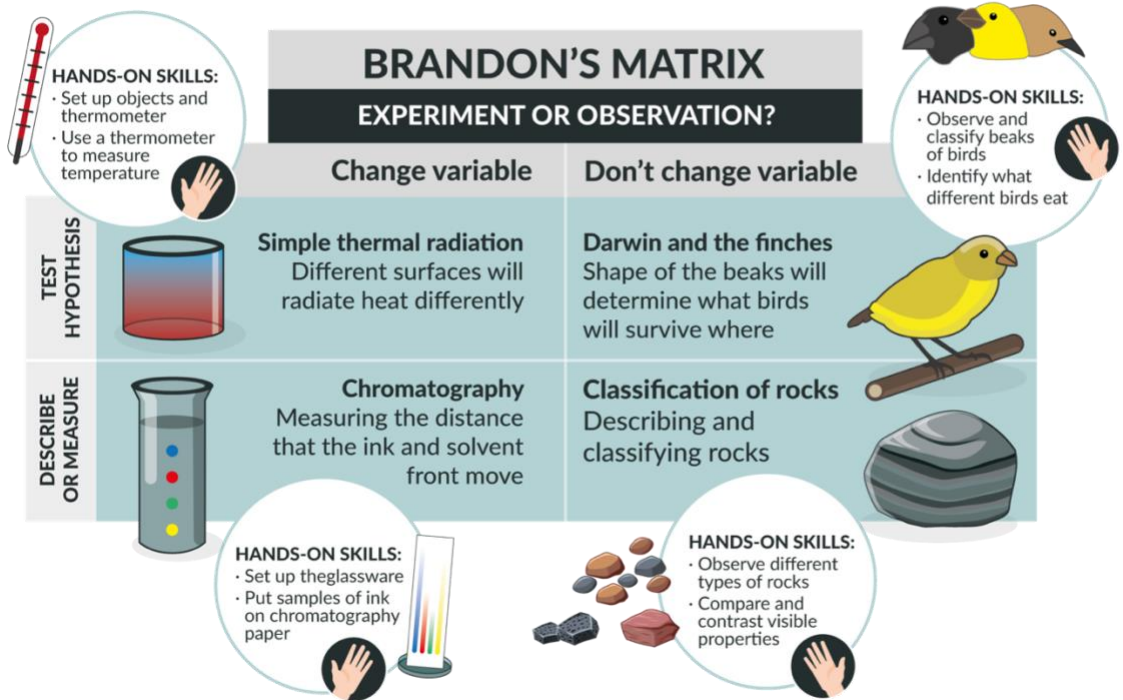 BRANDON'S MATRIX
EXPERIMENT OR OBSERVATION?
HANDS-ON SKILLS:
· Set up objects and
thermometer
· Use a thermometer
to measure
temperature
HANDS-ON SKILLS:
· Observe and
classify beaks
of birds
· Identify what
different birds eat
Change variable
Don't change variable
TEST
HYPOTHESIS
Simple thermal radiation
Different surfaces will
radiate heat differently
Darwin and the finches
Shape of the beaks will
determine what birds
will survive where
DESCRIBE
OR MEASURE
Chromatography
Measuring the distance
that the ink and solvent
front move
Classification of rocks
Describing and
classifying rocks
HANDS-ON SKILLS:
· Set up theglassware
· Put samples of ink
on chromatography
paper
HANDS-ON SKILLS:
· Observe different
types of rocks
· Compare and
contrast visible
properties